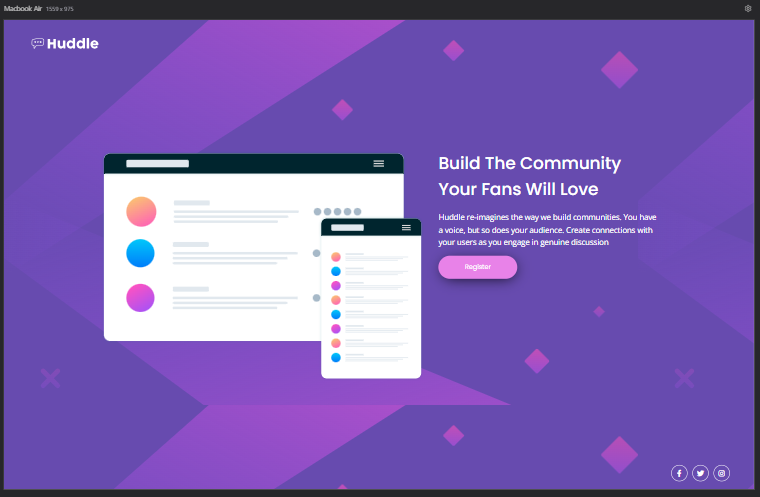 Macbook Air 1559 x 975
Huddle
Build The Community
Your Fans Will Love
Huddle re-imagines the way we build communities. You have
a voice, but so does your audience. Create connections with
your users as you engage in genuine discussion
Register